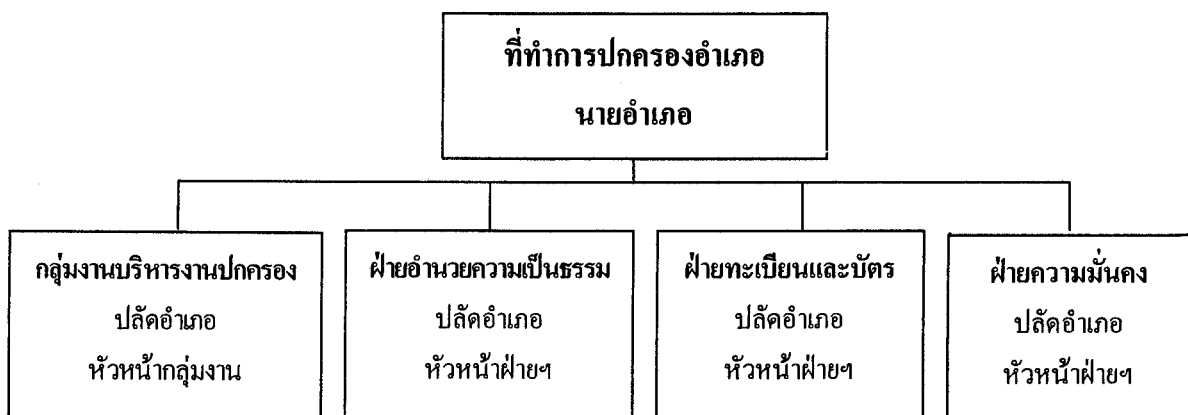 ที่ทำการปกครองอำเภอ
นายอำเภอ
กลุ่มงานบริหารงานปกครอง
ปลัดอำเภอ
หัวหน้ากลุ่มงาน
ฝ่ายอำนวยความเป็นธรรม
ปลัดอำเภอ
หัวหน้าฝ่ายฯ
ฝ่ายทะเบียนและบัตร
ปลัดอำเภอ
หัวหน้าฝ่ายฯ
ฝ่ายความมั่นคง
ปลัดอำเภอ
หัวหน้าฝ่ายฯ